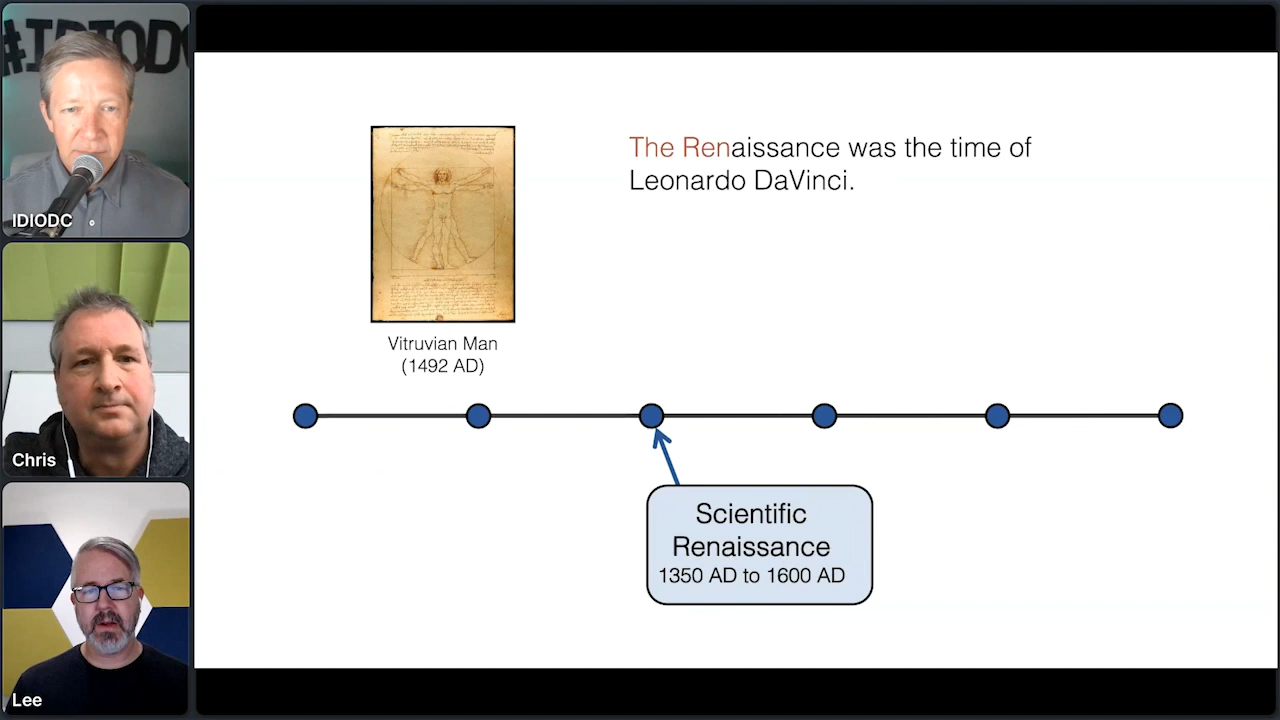 #IDIODC
IDIODC
Chris
Lee
The Renaissance was the time of
Leonardo DaVinci.
Vitruvian Man
(1492 AD)
Scientific
Renaissance
1350 AD to 1600 AD